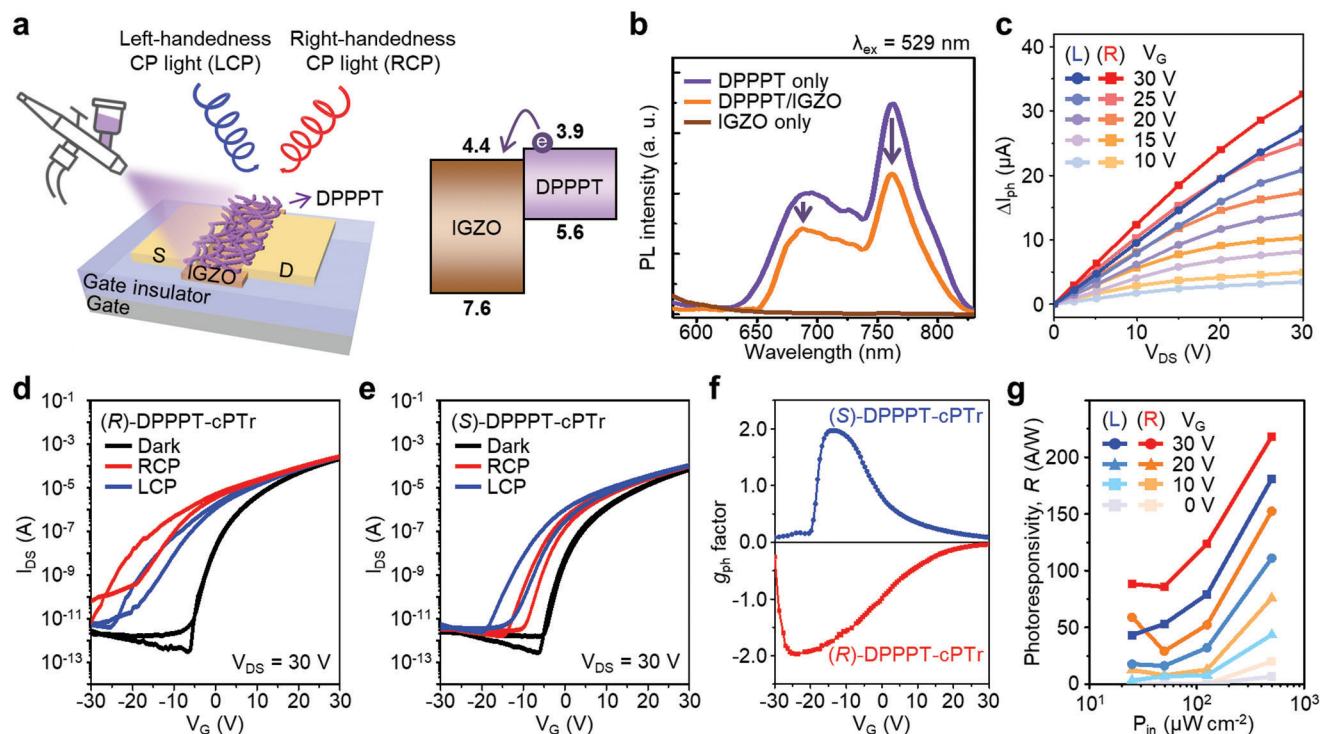 a
Left-handedness
CP light (LCP)
Right-handedness
CP light (RCP)
DPPPT
S
IGZO
D
Gate insulator
Gate
4.4
3.9
e
IGZO
DPPPT
5.6
7.6
b
λex = 529 nm
DPPPT only
DPPPT/IGZO
IGZO only
PL intensity (a. u.)
600 650 700 750 800
Wavelength (nm)
c
(L) (R) VG
30 V
25 V
20 V
15 V
10 V
ΔIph (μA)
50
40
30
20
10
0
0 5 10 15 20 25 30
VDS (V)
d
(R)-DPPPT-cPTr
Dark
RCP
LCP
IDS (A)
10-1
10-3
10-5
10-7
10-9
10-11
10-13
VDS = 30 V
-30 -20 -10 0 10 20 30
VG (V)
e
(S)-DPPPT-cPTr
Dark
RCP
LCP
IDS (A)
10-1
10-3
10-5
10-7
10-9
10-11
10-13
VDS = 30 V
-30 -20 -10 0 10 20 30
VG (V)
f
(S)-DPPPT-cPTr
gph factor
2.0
1.0
0.0
-1.0
-2.0
(R)-DPPPT-cPTr
-30 -20 -10 0 10 20 30
VG (V)
g
(L) (R) VG
30 V
20 V
10 V
0 V
Photoresponsivity, R (A/W)
200
150
100
50
0
101 102 103
Pin (μW cm-2)